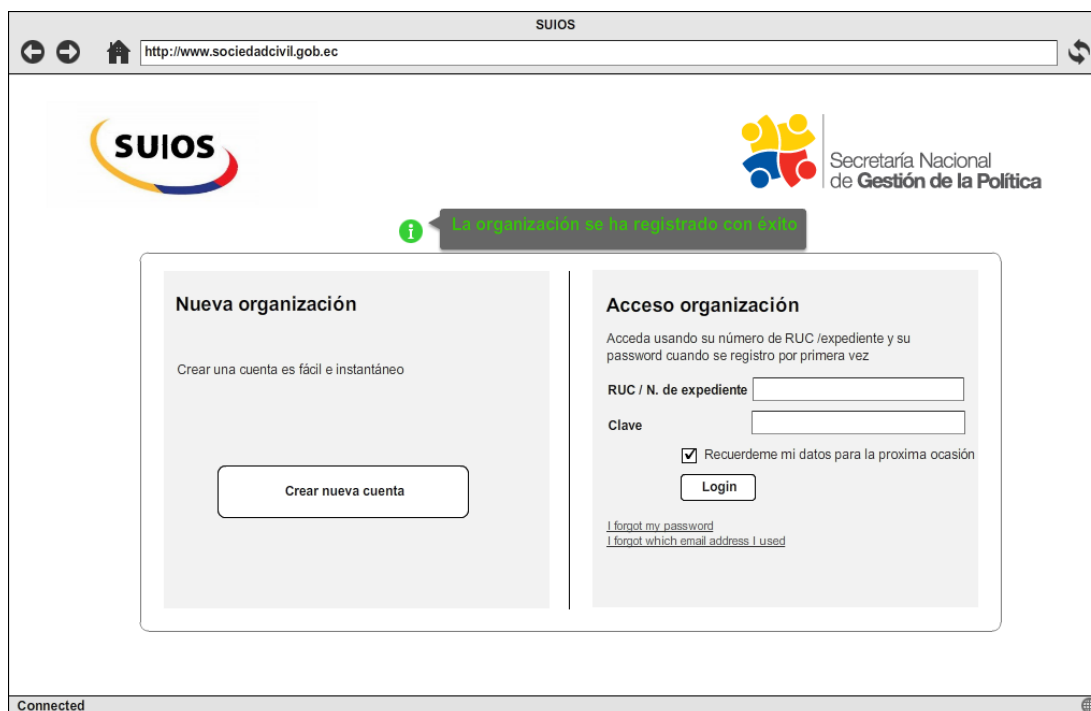 SUIOS
http://www.sociedadcivil.gob.ec
SUIOS
Secretaría Nacional
de Gestión de la Política
La organización se ha registrado con éxito
Nueva organización
Crear una cuenta es fácil e instantáneo
Crear nueva cuenta
Acceso organización
Acceda usando su número de RUC /expediente y su
password cuando se registro por primera vez
RUC / N. de expediente
Clave
Recuerdeme mi datos para la proxima ocasión
Login
I forgot my password
I forgot which email address I used
Connected